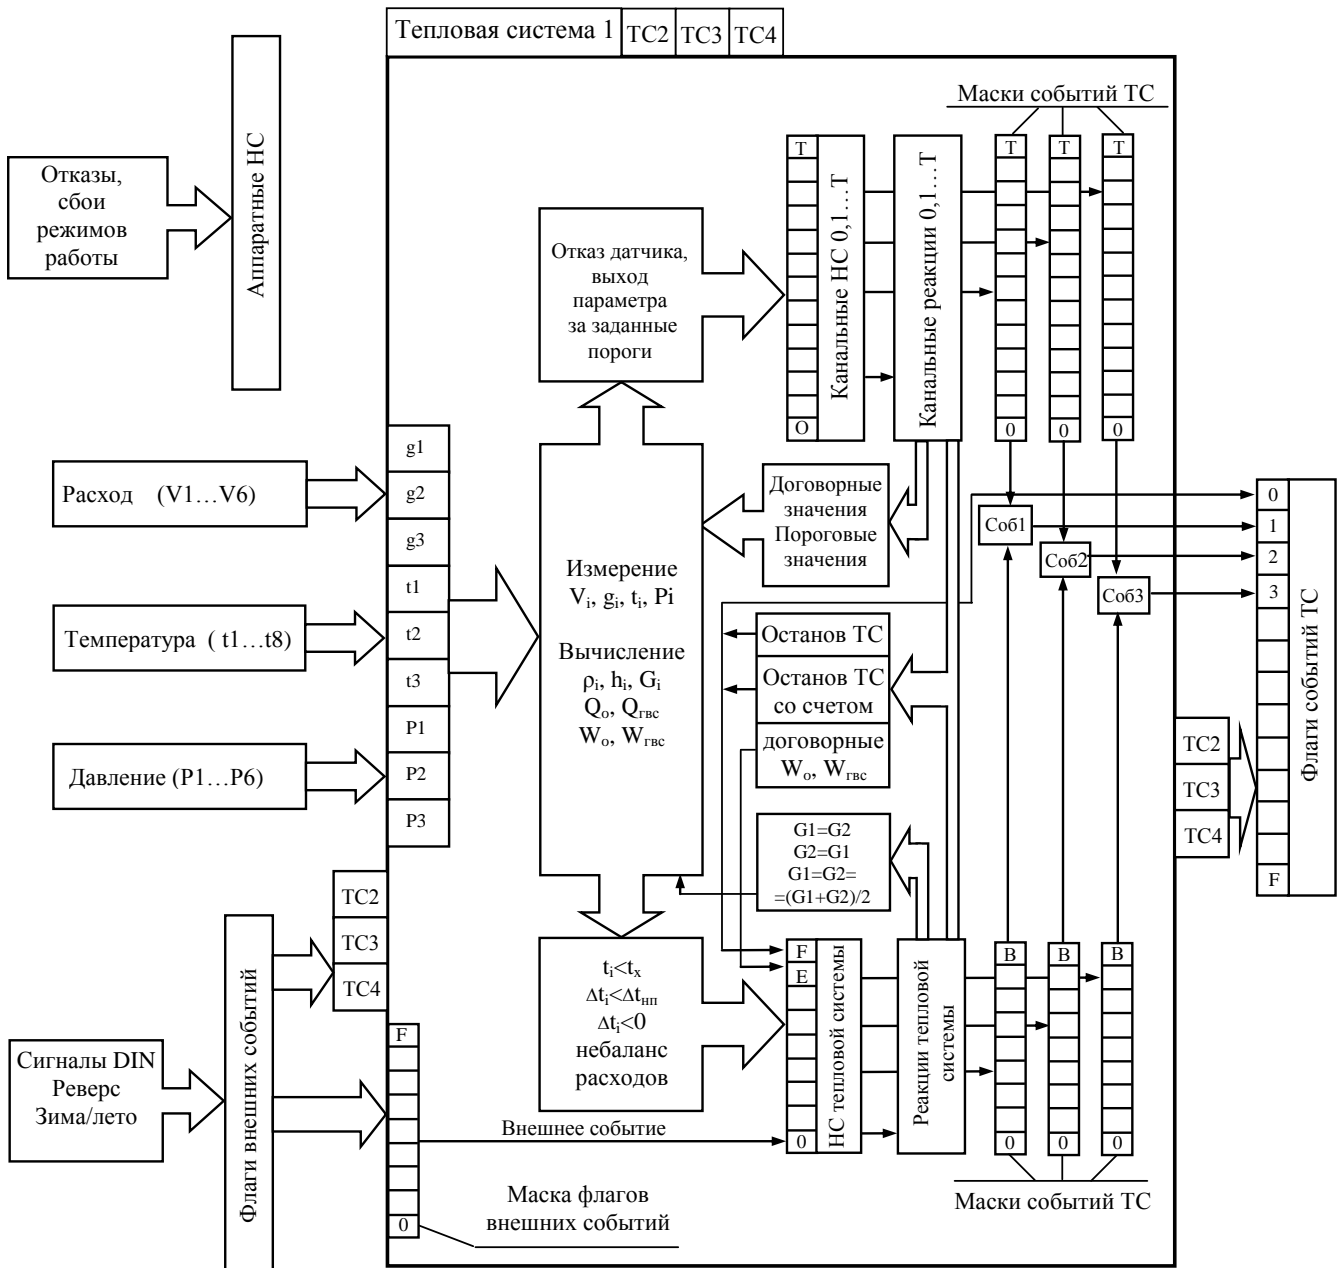 Тепловая система 1
ТС2
ТС3
ТС4
Маски событий ТС
Отказы,
сбои
режимов
работы
Аппаратные НС
Отказ датчика,
выход
параметра
за заданные
пороги
Т
О
Канальные НС 0,1…Т
Канальные реакции 0,1…Т
Т
Т
Т
0
0
0
Расход (V1…V6)
Температура ( t1…t8)
Давление (P1…P6)
g1
g2
g3
t1
t2
t3
P1
P2
P3
Измерение
Vi, gi, ti, Pi
Вычисление
ρi, hi, Gi
Qо, Qгвс
Wо, Wгвс
Договорные
значения
Пороговые
значения
Соб1
Соб2
Соб3
Останов ТС
Останов ТС
со счетом
договорные
Wо, Wгвс
G1=G2
G2=G1
G1=G2=
=(G1+G2)/2
0
1
2
3
F
Флаги событий ТС
ТС2
ТС3
ТС4
ТС2
ТС3
ТС4
Сигналы DIN
Реверс
Зима/лето
Флаги внешних событий
F
0
ti<tх
Δti<Δtнп
Δti<0
небаланс
расходов
F
E
0
НС тепловой системы
Реакции тепловой
системы
В
В
В
0
0
0
Внешнее событие
Маска флагов
внешних событий
Маски событий ТС